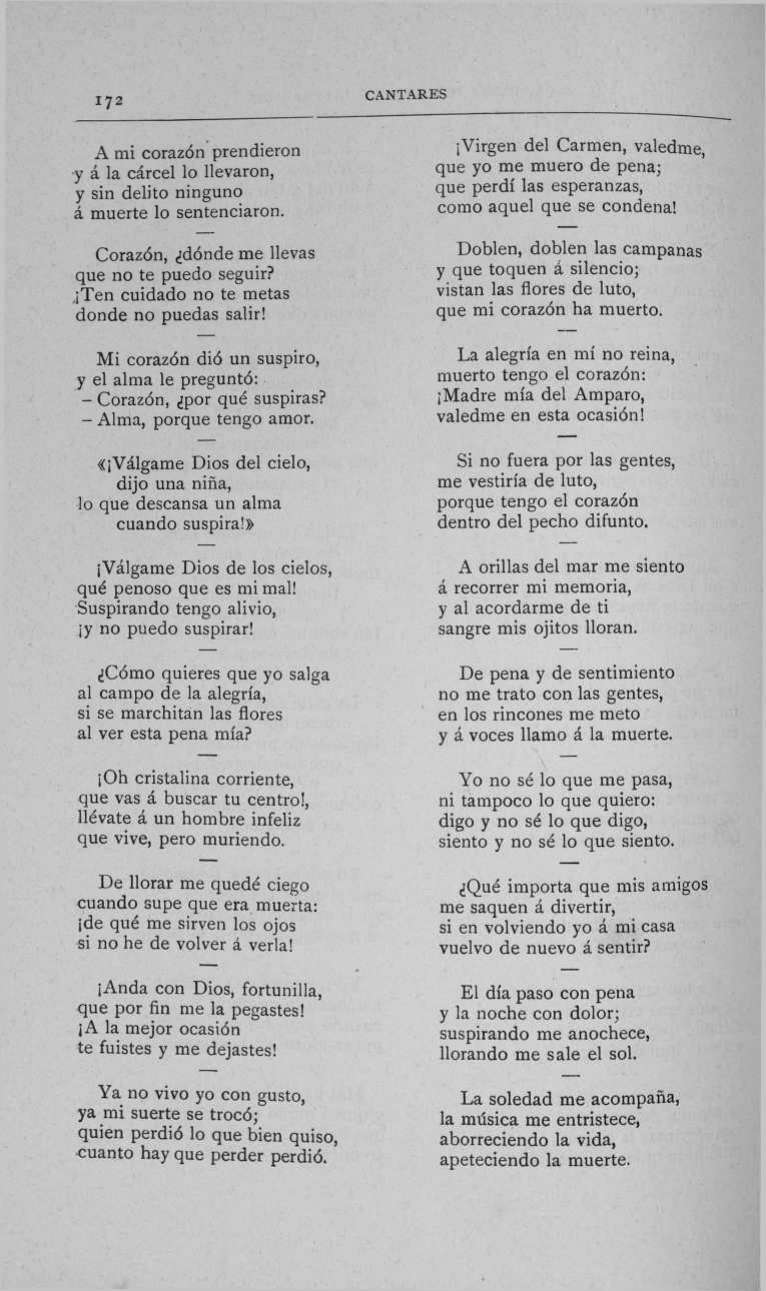 172
CANTARES
A mi corazón prendieron
y á la cárcel lo llevaron,
y sin delito ninguno
á muerte lo sentenciaron.
Corazón, ¿dónde me llevas
que no te puedo seguir?
¡Ten cuidado no te metas
donde no puedas salir!
Mi corazón dió un suspiro,
y el alma le preguntó:
– Corazón, ¿por qué suspiras?
– Alma, porque tengo amor.
«¡Válgame Dios del cielo,
dijo una niña,
lo que descansa un alma
cuando suspira!»
¡Válgame Dios de los cielos,
qué penoso que es mi mal!
Suspirando tengo alivio,
¡y no puedo suspirar!
¿Cómo quieres que yo salga
al campo de la alegría,
si se marchitan las flores
al ver esta pena mía?
¡Oh cristalina corriente,
que vas á buscar tu centro!,
llévate á un hombre infeliz
que vive, pero muriendo.
De llorar me quedé ciego
cuando supe que era muerta:
¡de qué me sirven los ojos
si no he de volver á verla!
¡Anda con Dios, fortunilla,
que por fin me la pegastes!
¡A la mejor ocasión
te fuistes y me dejastes!
Ya no vivo yo con gusto,
ya mi suerte se trocó;
quien perdió lo que bien quiso,
cuanto hay que perder perdió.
¡Virgen del Carmen, valedme,
que yo me muero de pena;
que perdí las esperanzas,
como aquel que se condena!
Doblen, doblen las campanas
y que toquen á silencio;
vistan las flores de luto,
que mi corazón ha muerto.
La alegría en mí no reina,
muerto tengo el corazón:
¡Madre mía del Amparo,
valedme en esta ocasión!
Si no fuera por las gentes,
me vestiría de luto,
porque tengo el corazón
dentro del pecho difunto.
A orillas del mar me siento
á recorrer mi memoria,
y al acordarme de ti
sangre mis ojitos lloran.
De pena y de sentimiento
no me trato con las gentes,
en los rincones me meto
y á voces llamo á la muerte.
Yo no sé lo que me pasa,
ni tampoco lo que quiero:
digo y no sé lo que digo,
siento y no sé lo que siento.
¿Qué importa que mis amigos
me saquen á divertir,
si en volviendo yo á mi casa
vuelvo de nuevo á sentir?
El día paso con pena
y la noche con dolor;
suspirando me anochece,
llorando me sale el sol.
La soledad me acompaña,
la música me entristece,
aborreciendo la vida,
apeteciendo la muerte.